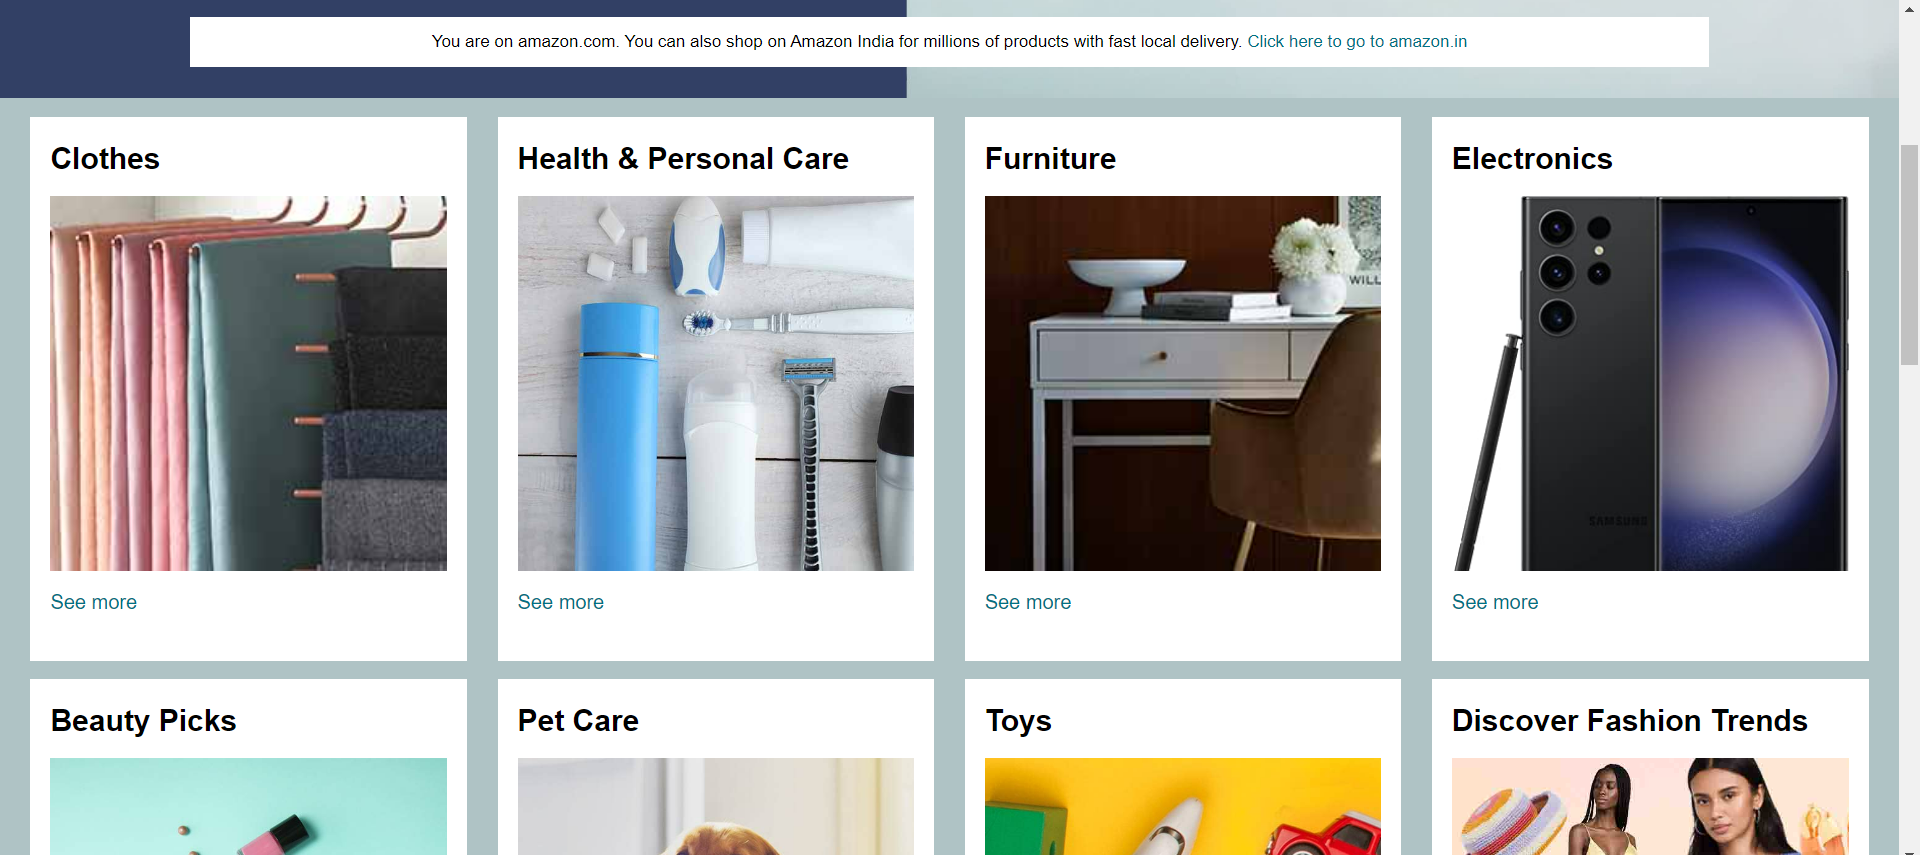 You are on amazon.com. You can also shop on Amazon India for millions of products with fast local delivery. Click here to go to amazon.in
Clothes
Health & Personal Care
Furniture
Electronics
WILL
SAMSUNG
See more
See more
See more
See more
Beauty Picks
Pet Care
Toys
Discover Fashion Trends